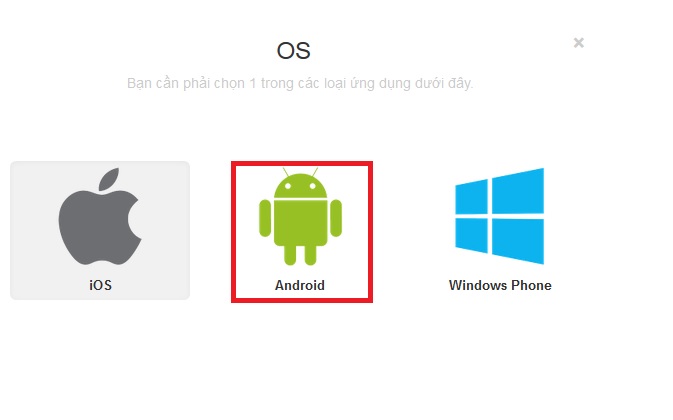 OS
×
Bạn cần phải chọn 1 trong các loại ứng dụng dưới đây.
iOS
Android
Windows Phone